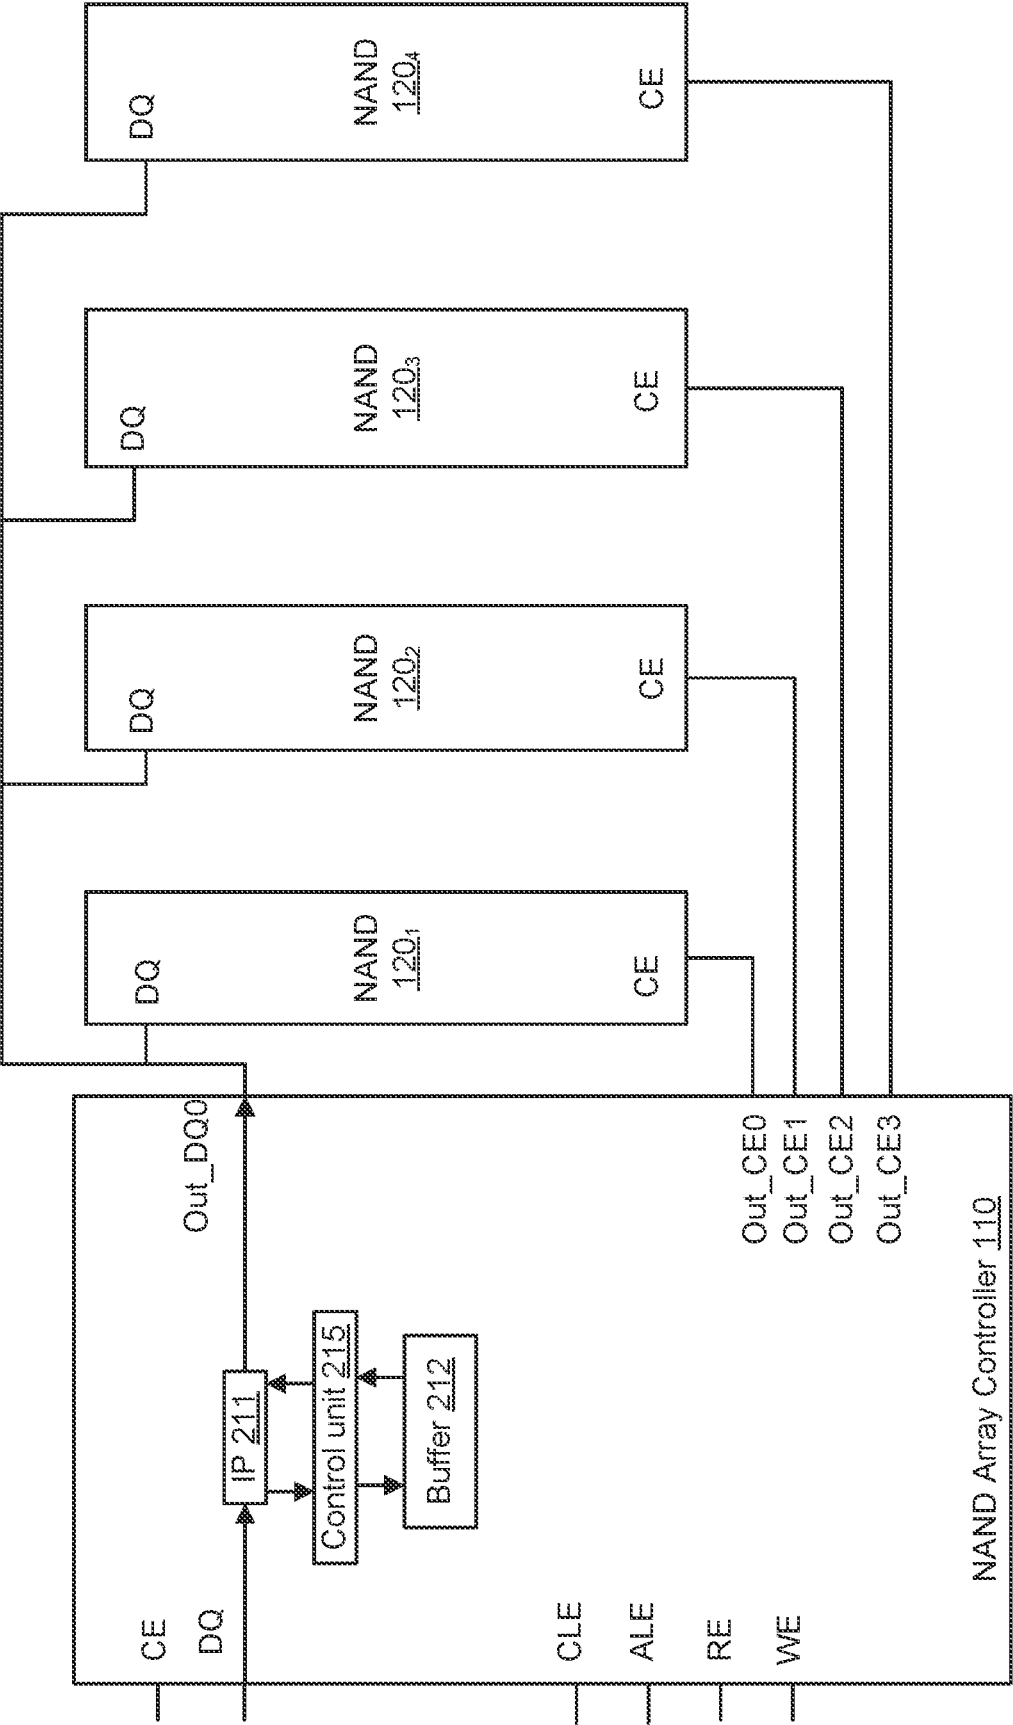 CE
DQ
CLE
ALE
RE
WE
IP 211
Control unit 215
Buffer 212
Out_DQ0
Out_CE0
Out_CE1
Out_CE2
Out_CE3
NAND Array Controller 110
DQ
NAND
120₁
CE
DQ
NAND
120₂
CE
DQ
NAND
120₃
CE
DQ
NAND
120₄
CE